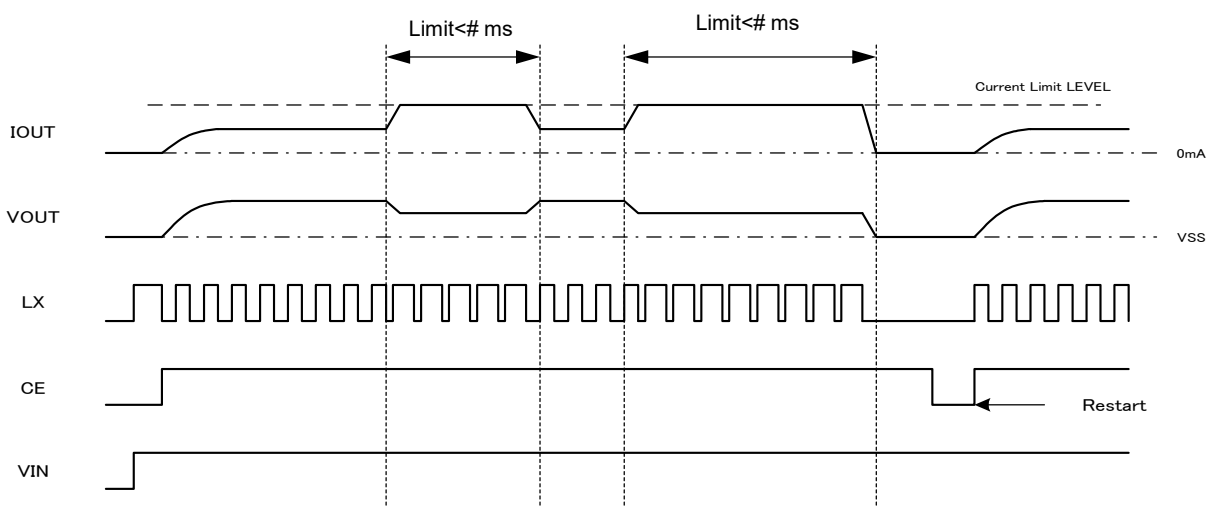 Limit<# ms
Limit<# ms
Current Limit LEVEL
IOUT
0mA
VOUT
VSS
LX
CE
Restart
VIN